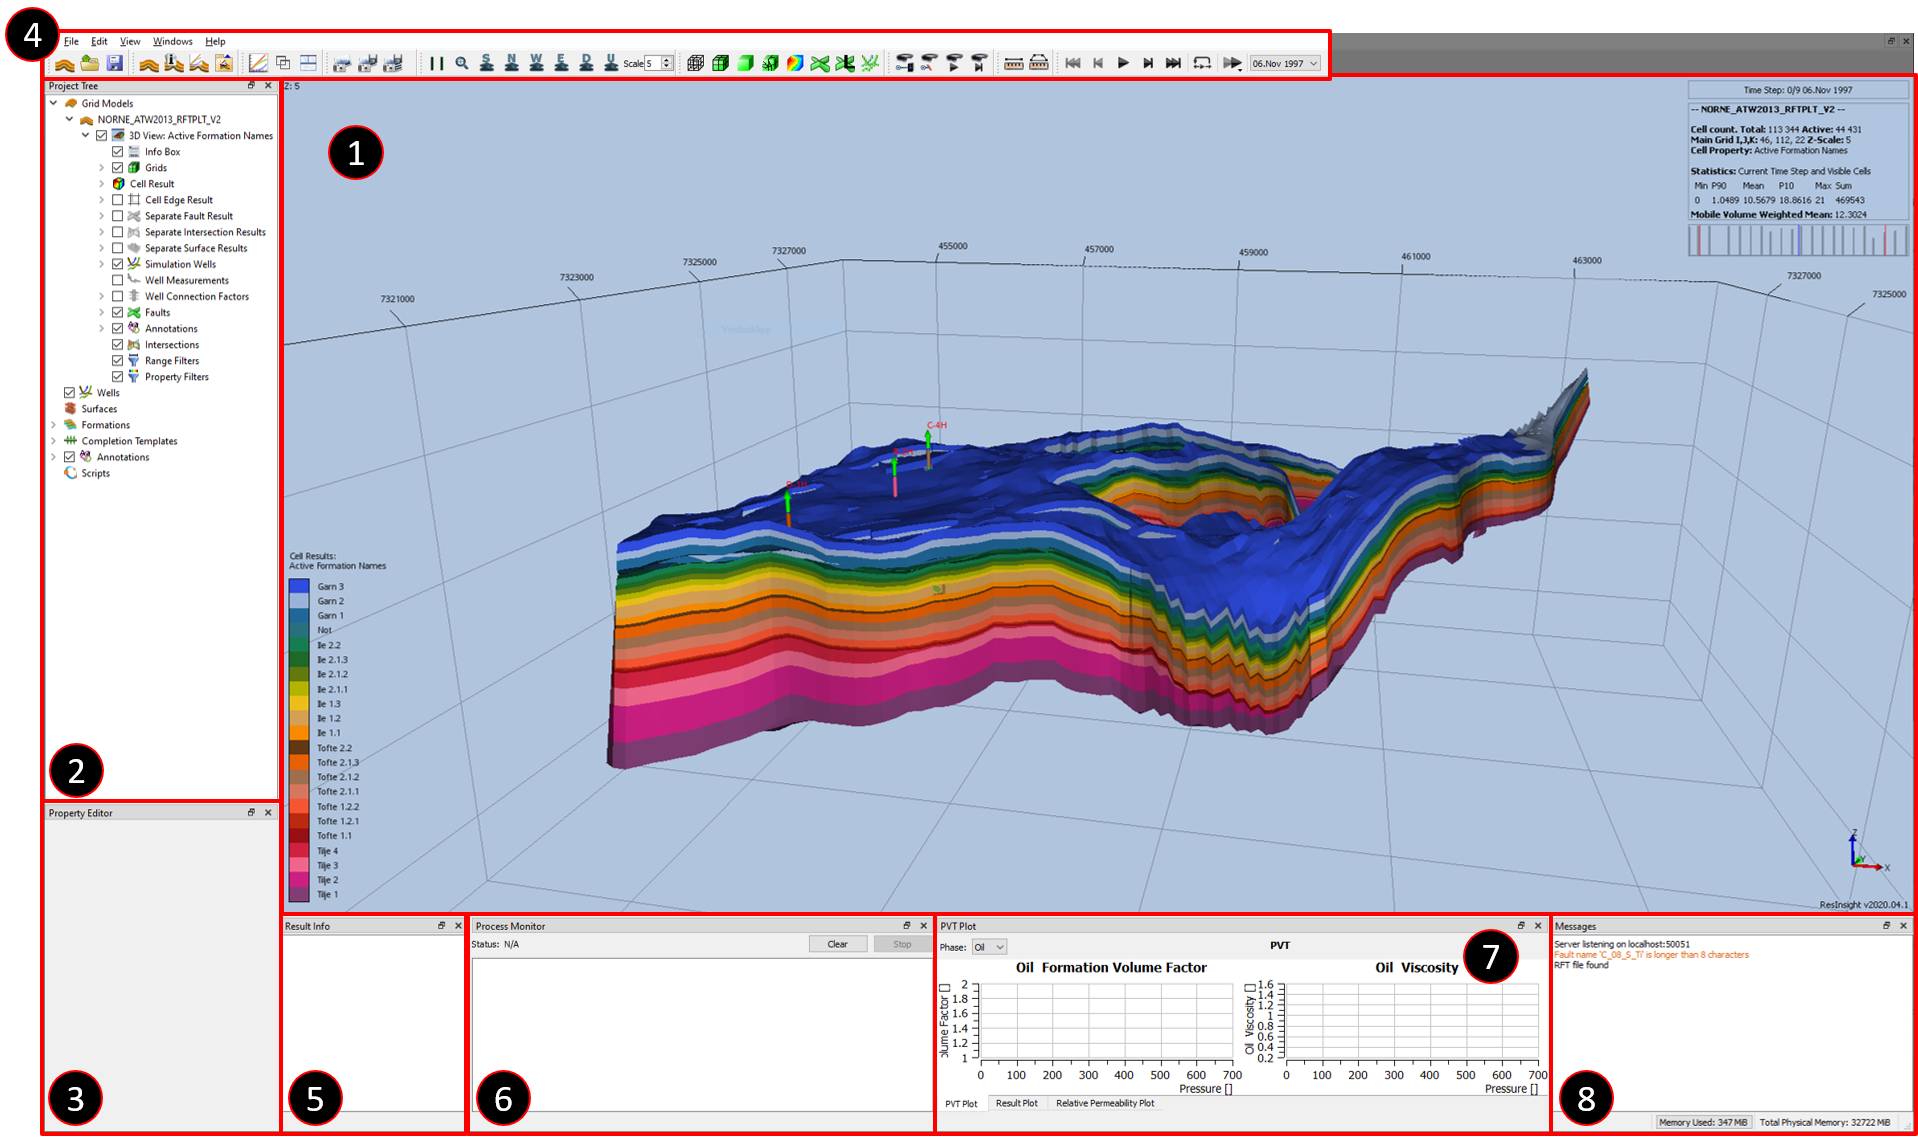 4
File Edit View Windows Help
Scale 5
06.Nov 1997
Project Tree
Grid Models
NORNE_ATW2013_RFTPLT_V2
3D View: Active Formation Names
Info Box
Grids
Cell Result
Cell Edge Result
Separate Fault Result
Separate Intersection Results
Separate Surface Results
Simulation Wells
Well Measurements
Well Connection Factors
Faults
Annotations
Intersections
Range Filters
Property Filters
Wells
Surfaces
Formations
Completion Templates
Annotations
Scripts
2
Property Editor
3
Z: 5
1
Time Step: 0/9 06.Nov 1997
-- NORNE_ATW2013_RFTPLT_V2 --
Cell count. Total: 113 344 Active: 44 431
Main Grid I,J,K: 46, 112, 22 Z-Scale: 5
Cell Property: Active Formation Names
Statistics: Current Time Step and Visible Cells
Min P90 Mean P10 Max Sum
0 1.0489 10.5679 18.8616 21 469543
Mobile Volume Weighted Mean: 12.3024
7321000 7323000 7325000 7327000 455000 457000 459000 461000 463000 7327000 7325000
C-4H
Cell Results:
Active Formation Names
Garn 3
Garn 2
Garn 1
Not
Ile 2.2
Ile 2.1.3
Ile 2.1.2
Ile 2.1.1
Ile 1.3
Ile 1.2
Ile 1.1
Tofte 2.2
Tofte 2.1.3
Tofte 2.1.2
Tofte 2.1.1
Tofte 1.2.2
Tofte 1.2.1
Tofte 1.1
Tilje 4
Tilje 3
Tilje 2
Tilje 1
Z
Y
X
ResInsight v2020.04.1
Result Info
5
Process Monitor
Status: N/A Clear Stop
6
PVT Plot
Phase: Oil PVT
7
Oil Formation Volume Factor
2
1.8
1.6
1.4
1.2
1
0 100 200 300 400 500 600 700
Pressure []
Oil Viscosity
Oil Viscosity []
1.6
1.4
1.2
1
0.8
0.6
0.4
0.2
0 100 200 300 400 500 600 700
Pressure []
PVT Plot Result Plot Relative Permeability Plot
Messages
Server listening on localhost:50051
Fault name 'C_08_S_Ti' is longer than 8 characters
RFT file found
8
Memory Used: 347 MiB Total Physical Memory: 32722 MiB